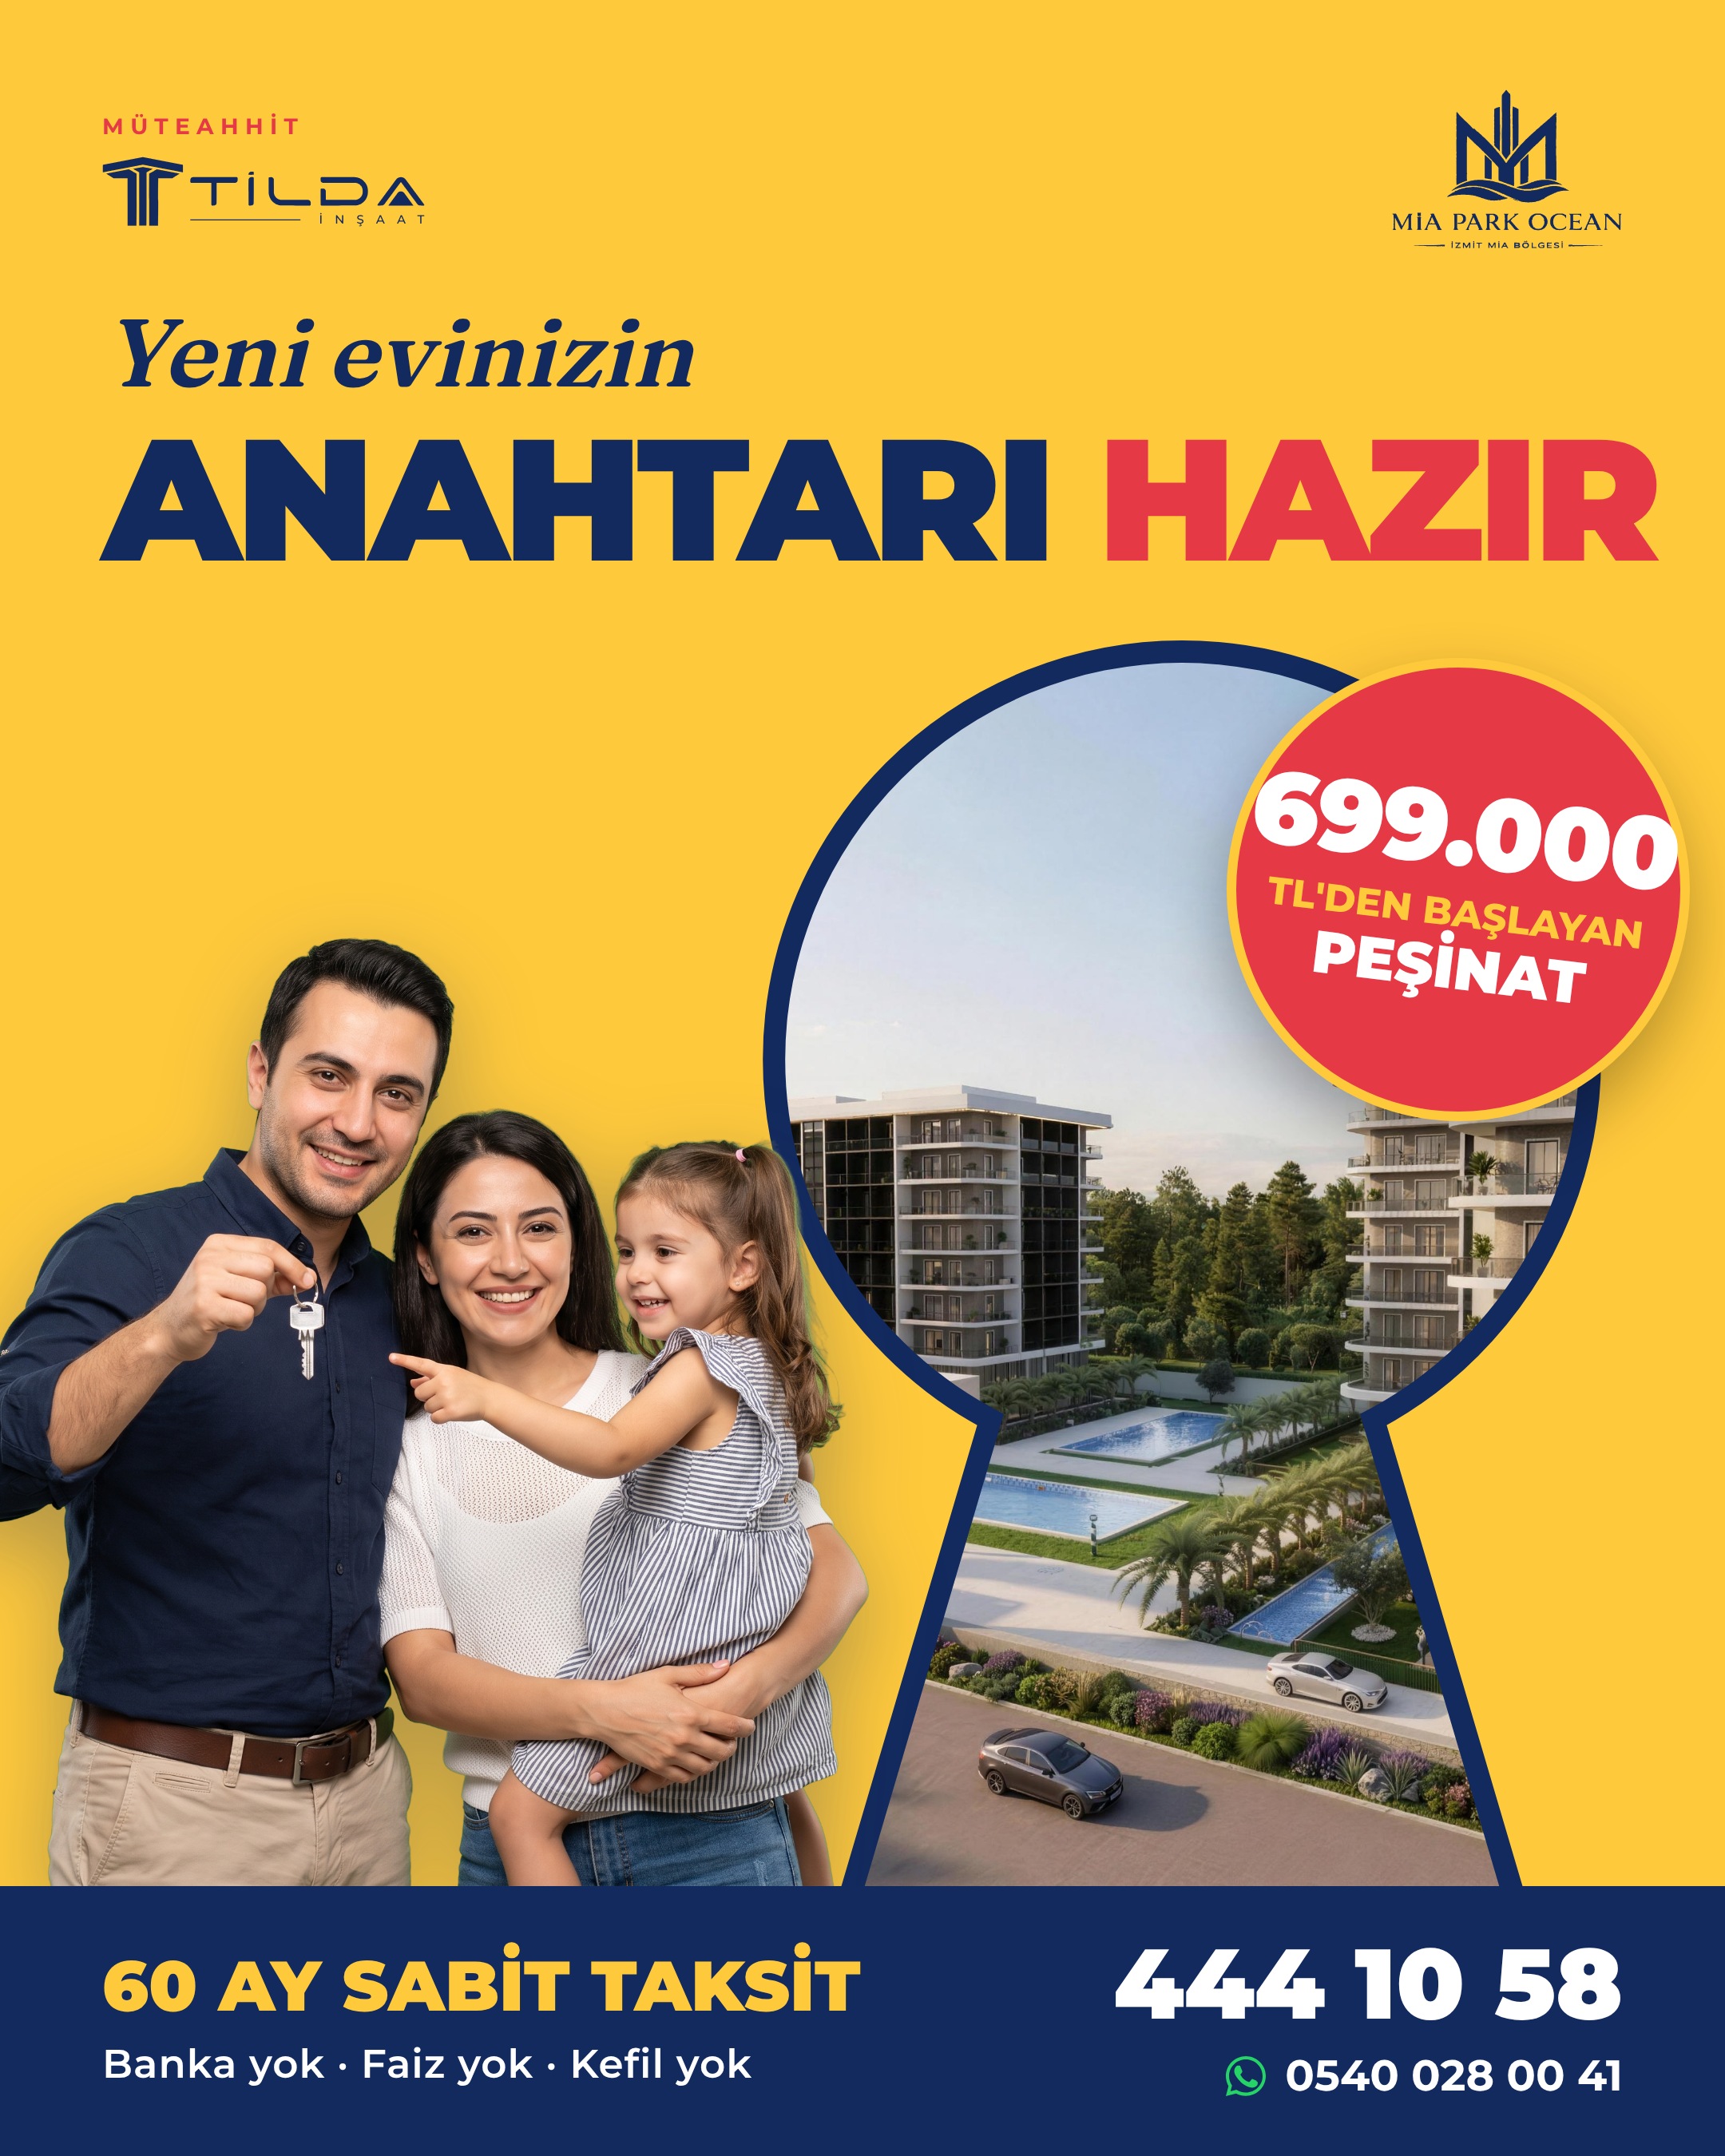 MÜTEAHHİT
TİLDA
İNŞAAT
MİA PARK OCEAN
İZMİT MİA BÖLGESİ
Yeni evinizin
ANAHTARI HAZIR
699.000
TL'DEN BAŞLAYAN
PEŞİNAT
60 AY SABİT TAKSİT
Banka yok · Faiz yok · Kefil yok
444 10 58
0540 028 00 41